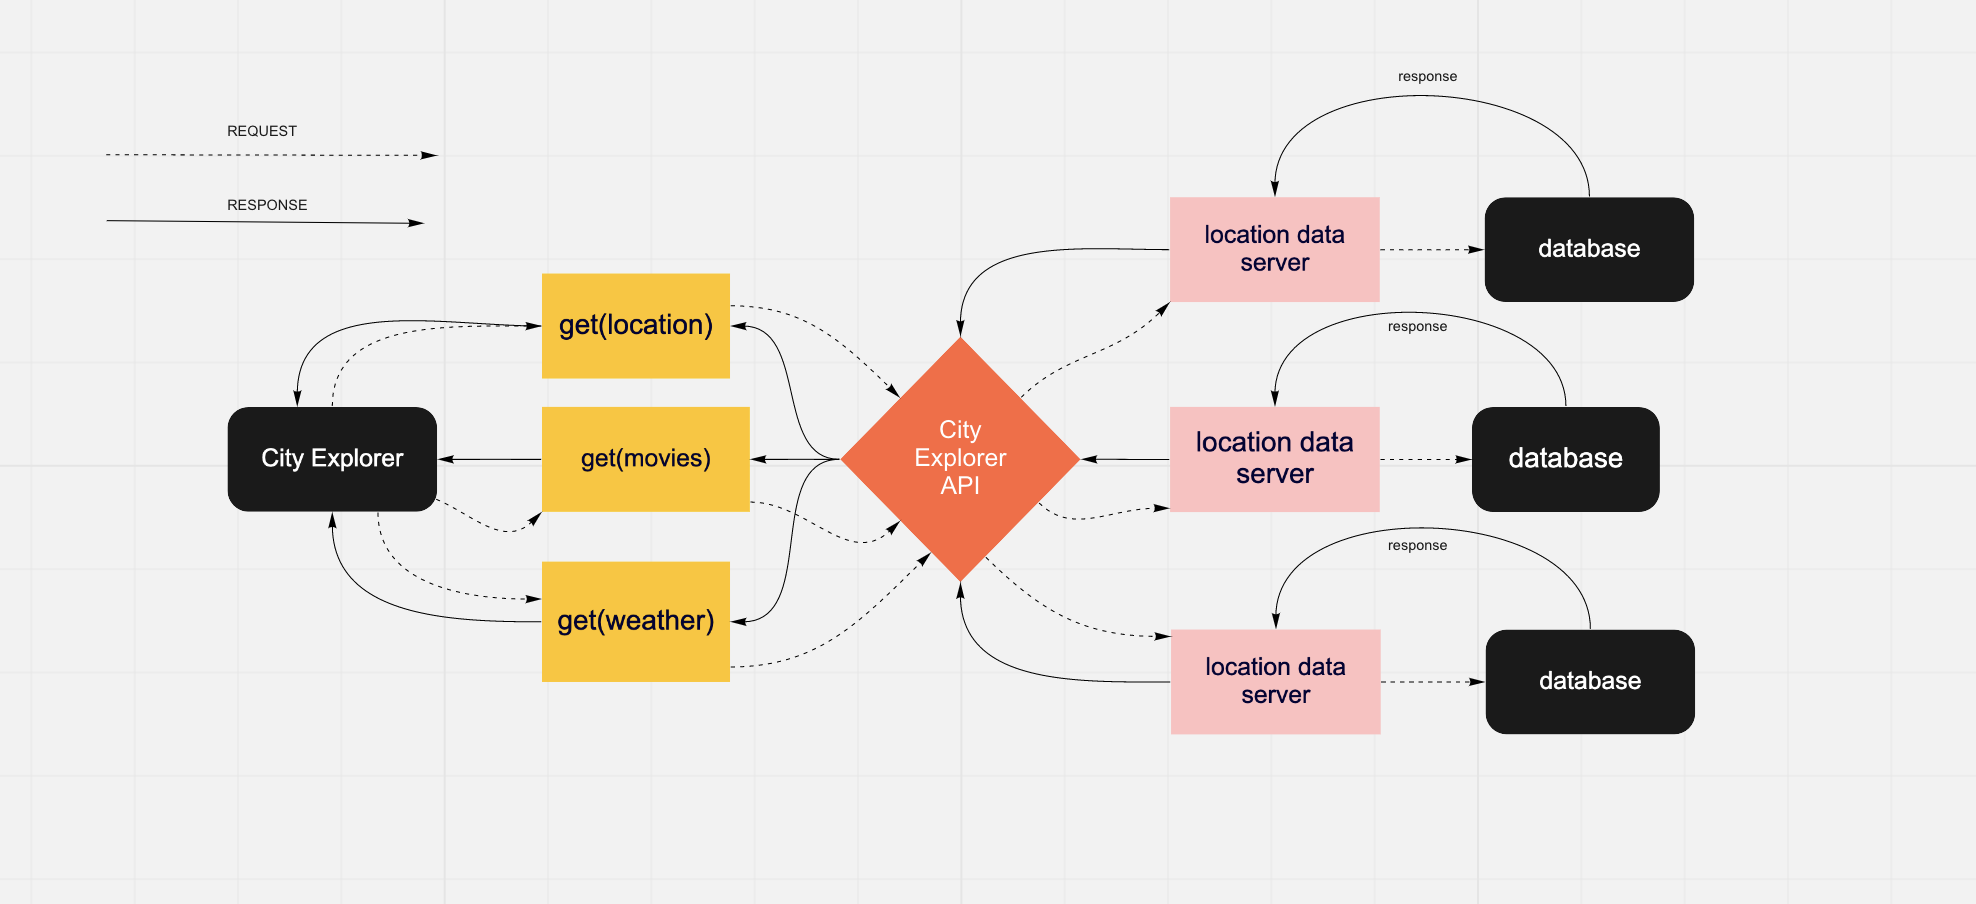 response
REQUEST
RESPONSE
location data
server
database
get(location)
response
City Explorer
get(movies)
City
Explorer
API
location data
server
database
response
get(weather)
location data
server
database